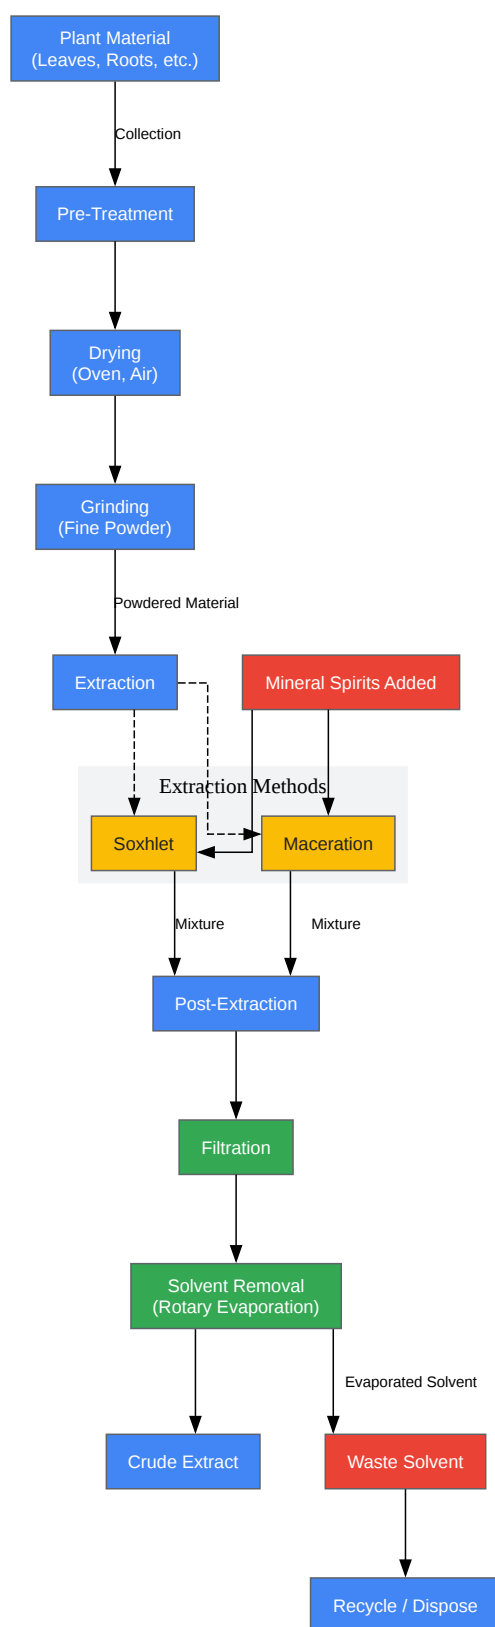 Plant Material
(Leaves, Roots, etc.)
Collection
Pre-Treatment
Drying
(Oven, Air)
Grinding
(Fine Powder)
Powdered Material
Extraction
Mineral Spirits Added
Extraction Methods
Soxhlet
Maceration
Mixture
Mixture
Post-Extraction
Filtration
Solvent Removal
(Rotary Evaporation)
Evaporated Solvent
Crude Extract
Waste Solvent
Recycle / Dispose